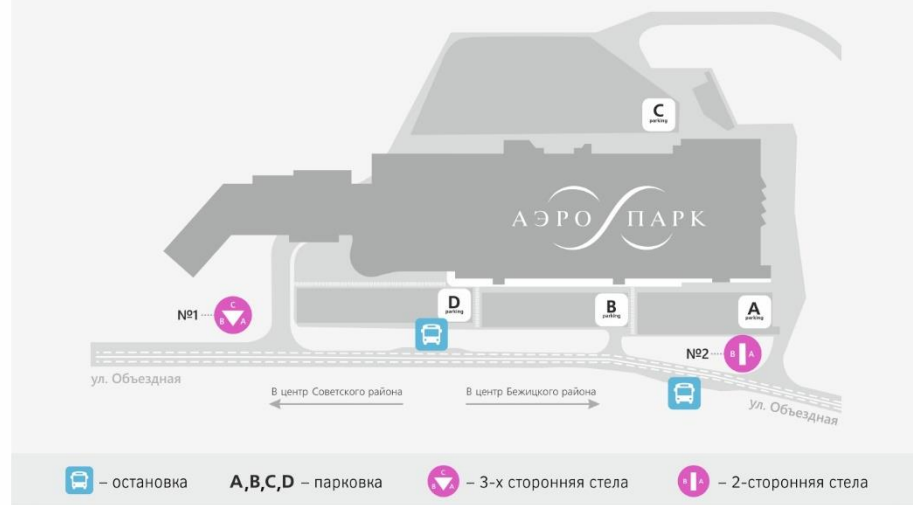 C
parking
АЭРО ПАРК
D
parking
B
parking
A
parking
№1
C
B A
№2
B A
ул. Объездная
В центр Советского района
В центр Бежицкого района
ул. Объездная
– остановка
A,B,C,D – парковка
C
B A
– 3-х сторонняя стела
B A
– 2-сторонняя стела